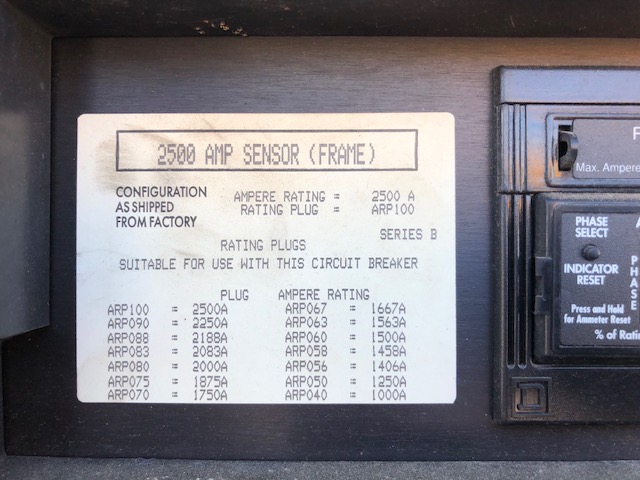 2500 AMP SENSOR (FRAME)
CONFIGURATION
AS SHIPPED
FROM FACTORY
AMPERE RATING = 2500 A
RATING PLUG = ARP100
SERIES B
RATING PLUGS
SUITABLE FOR USE WITH THIS CIRCUIT BREAKER
PLUG AMPERE RATING
ARP100 = 2500A ARP067 = 1667A
ARP090 = 2250A ARP063 = 1563A
ARP088 = 2188A ARP060 = 1500A
ARP083 = 2083A ARP058 = 1458A
ARP080 = 2000A ARP056 = 1406A
ARP075 = 1875A ARP050 = 1250A
ARP070 = 1750A ARP040 = 1000A
Max. Ampere
PHASE
SELECT
INDICATOR
RESET
Press and Hold
for Ammeter Reset
PHASE
% of Rati